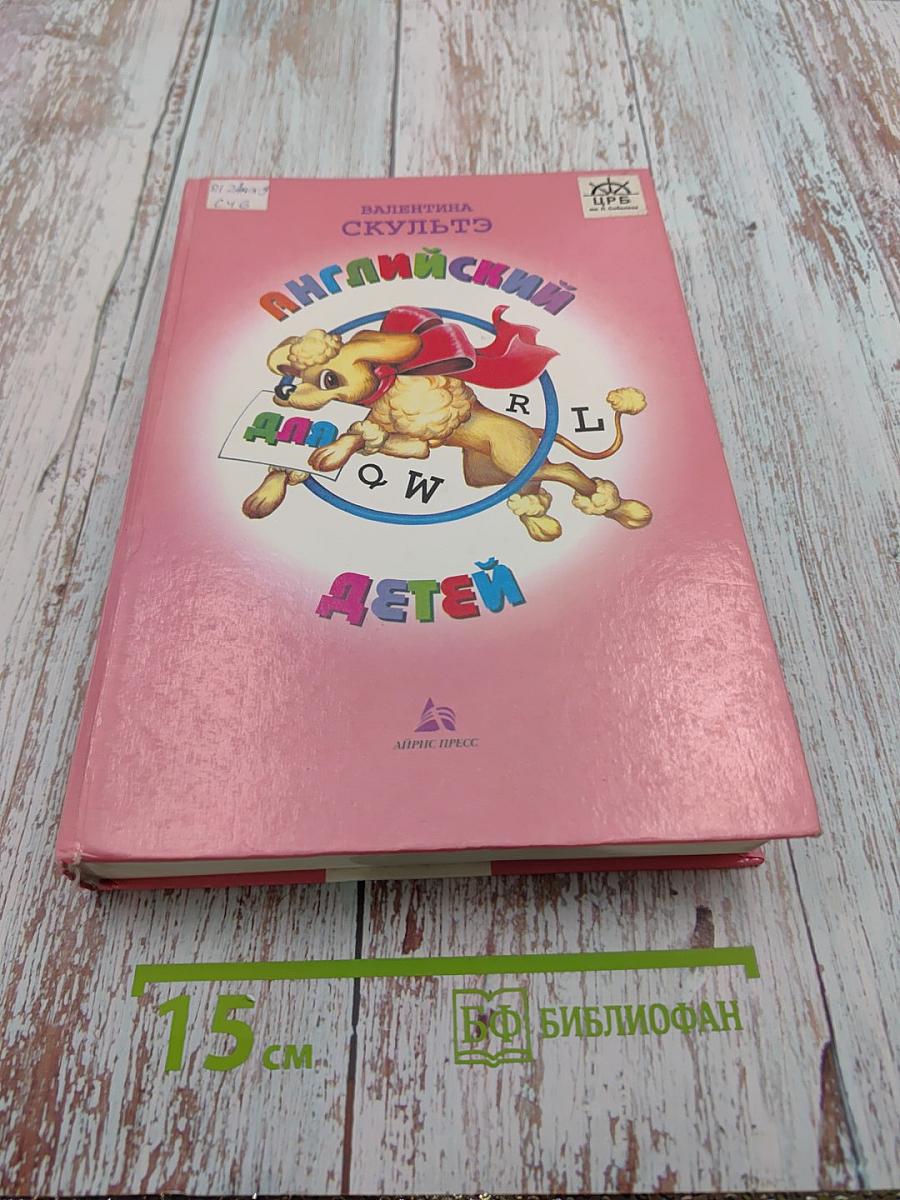 ЦРБ
ВАЛЕНТИНА
СКУЛЬТЭ
АНГЛИЙСКИЙ
ДЛЯ
R L
Q W
ДЕТЕЙ
АЙРИС ПРЕСС
15 см
БФ БИБЛИОФАН